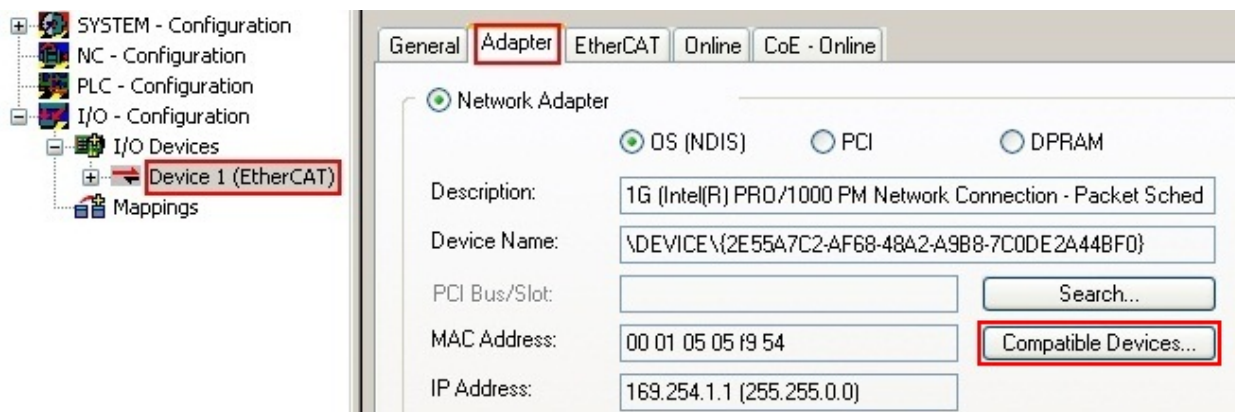 SYSTEM - Configuration
NC - Configuration
PLC - Configuration
I/O - Configuration
I/O Devices
Device 1 (EtherCAT)
Mappings
General Adapter EtherCAT Online CoE - Online
Network Adapter
OS (NDIS) PCI DPRAM
Description: 1G (Intel(R) PRO/1000 PM Network Connection - Packet Sched
Device Name: \DEVICE\{2E55A7C2-AF68-48A2-A9B8-7C0DE2A44BF0}
PCI Bus/Slot: Search...
MAC Address: 00 01 05 05 f9 54 Compatible Devices...
IP Address: 169.254.1.1 (255.255.0.0)